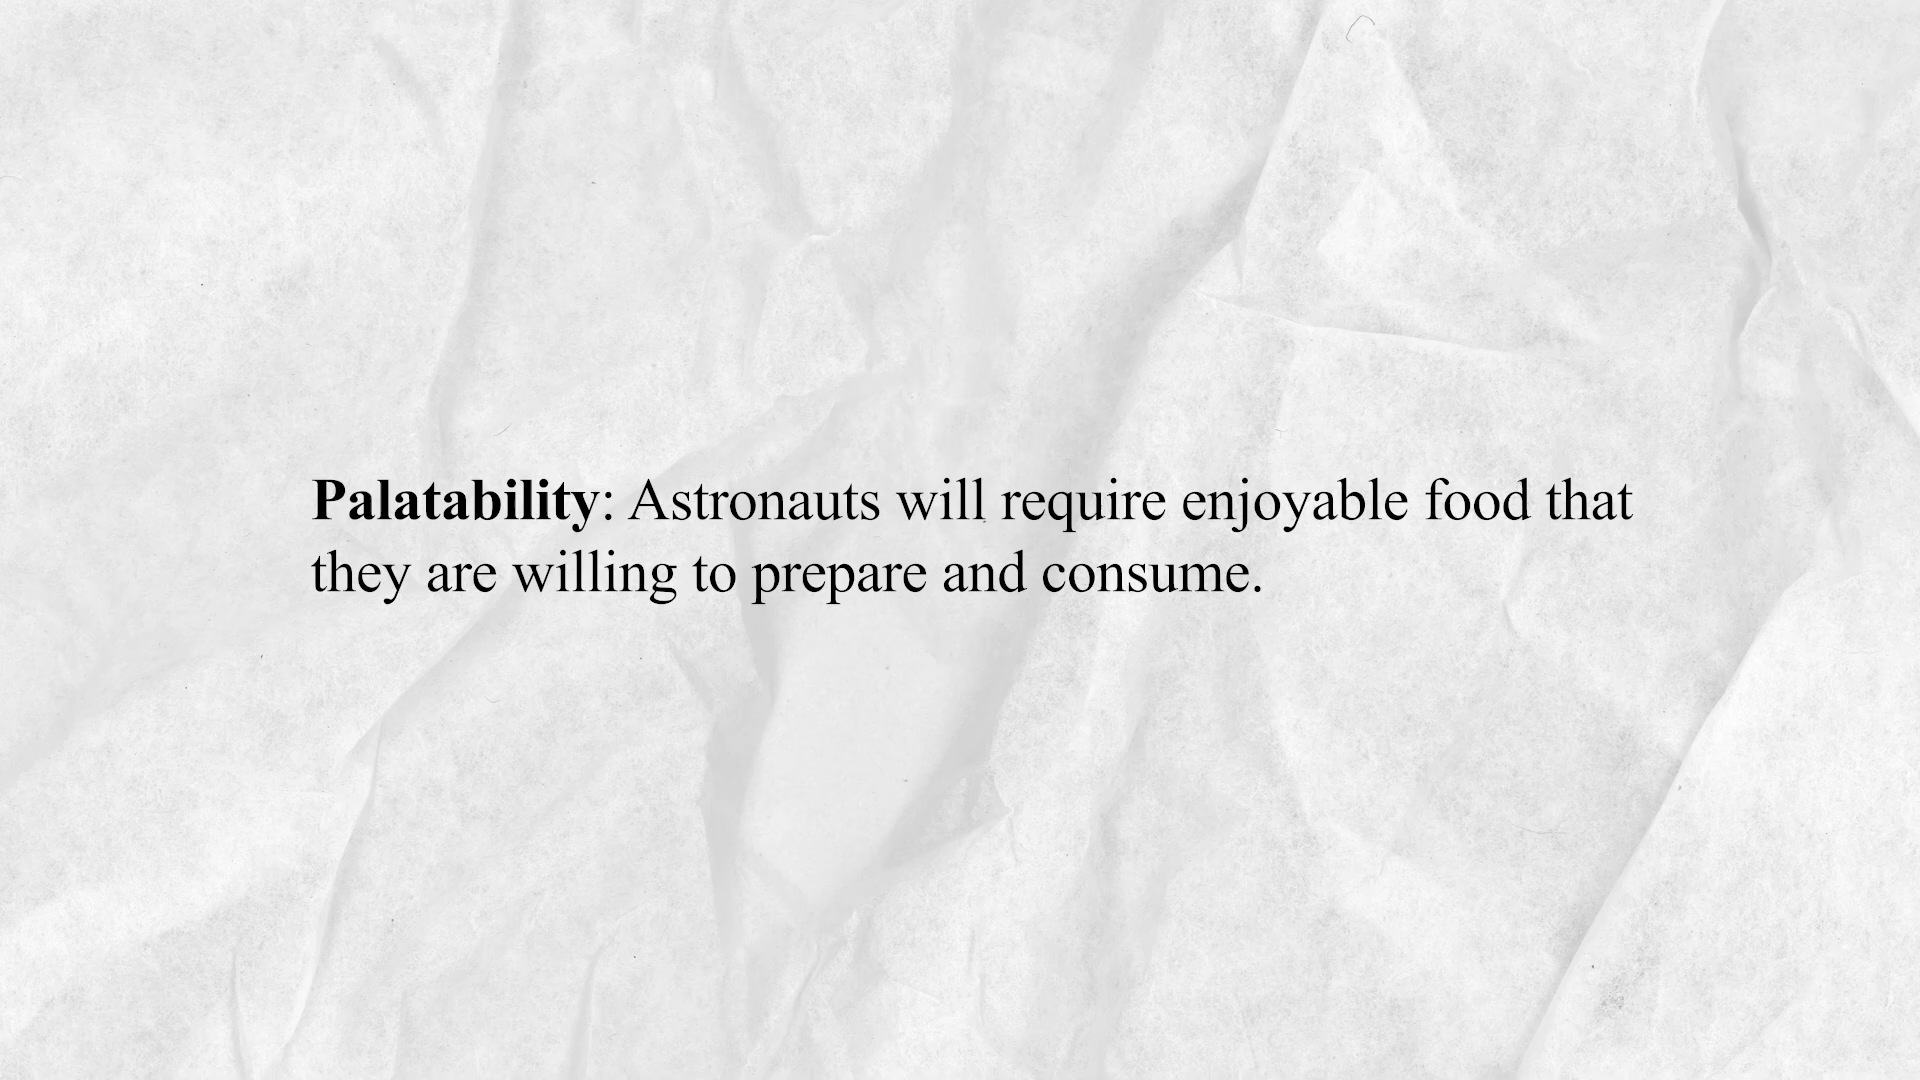 Palatability: Astronauts will require enjoyable food that
they are willing to prepare and consume.